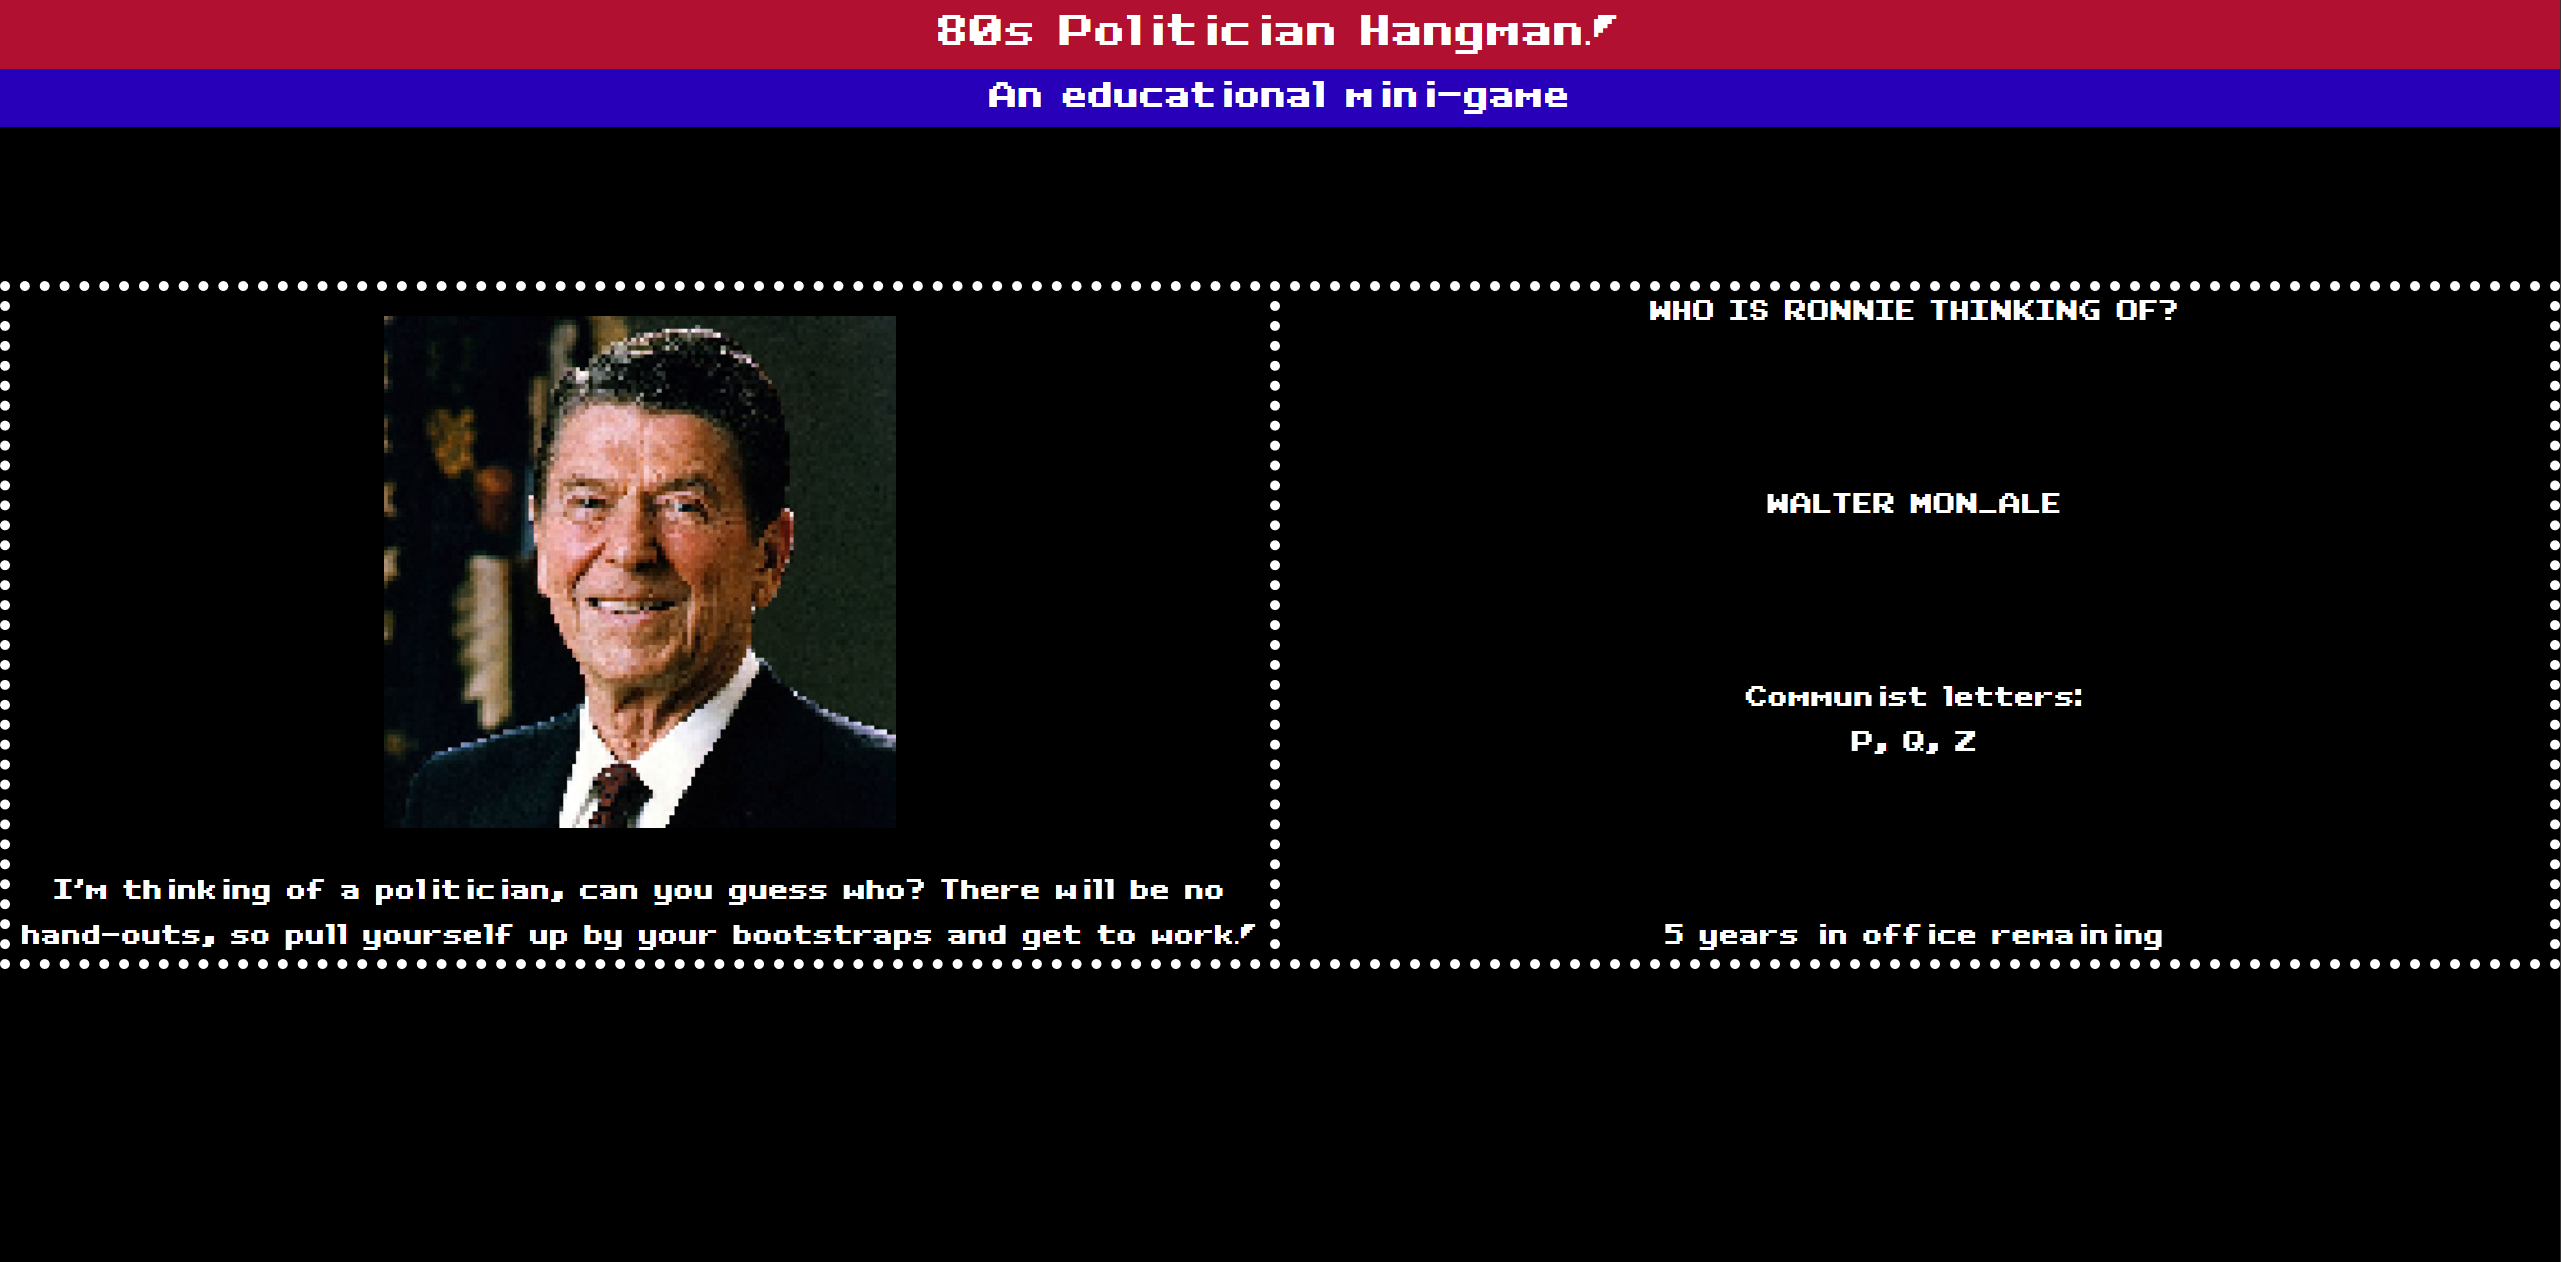 80s Politician Hangman!
An educational mini-game
I'm thinking of a politician, can you guess who? There will be no
hand-outs, so pull yourself up by your bootstraps and get to work!
WHO IS RONNIE THINKING OF?
WALTER MON_ALE
Communist letters:
P, Q, Z
5 years in office remaining